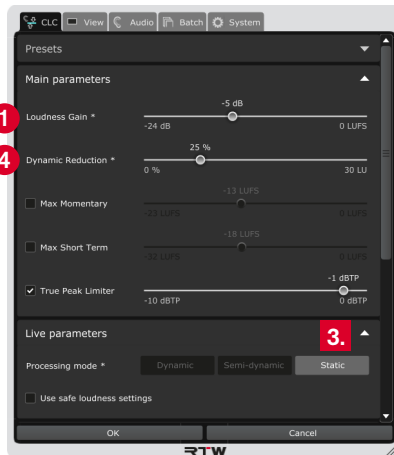 CLC View Audio Batch System
Presets
Main parameters
-5 dB
1 Loudness Gain *
-24 dB 0 LUFS
25 %
4 Dynamic Reduction *
0 % 30 LU
-13 LUFS
Max Momentary
-23 LUFS 0 LUFS
-18 LUFS
Max Short Term
-32 LUFS 0 LUFS
-1 dBTP
True Peak Limiter
-10 dBTP 0 dBTP
Live parameters 3.
Processing mode * Dynamic Semi-dynamic Static
Use safe loudness settings
OK Cancel
RTW